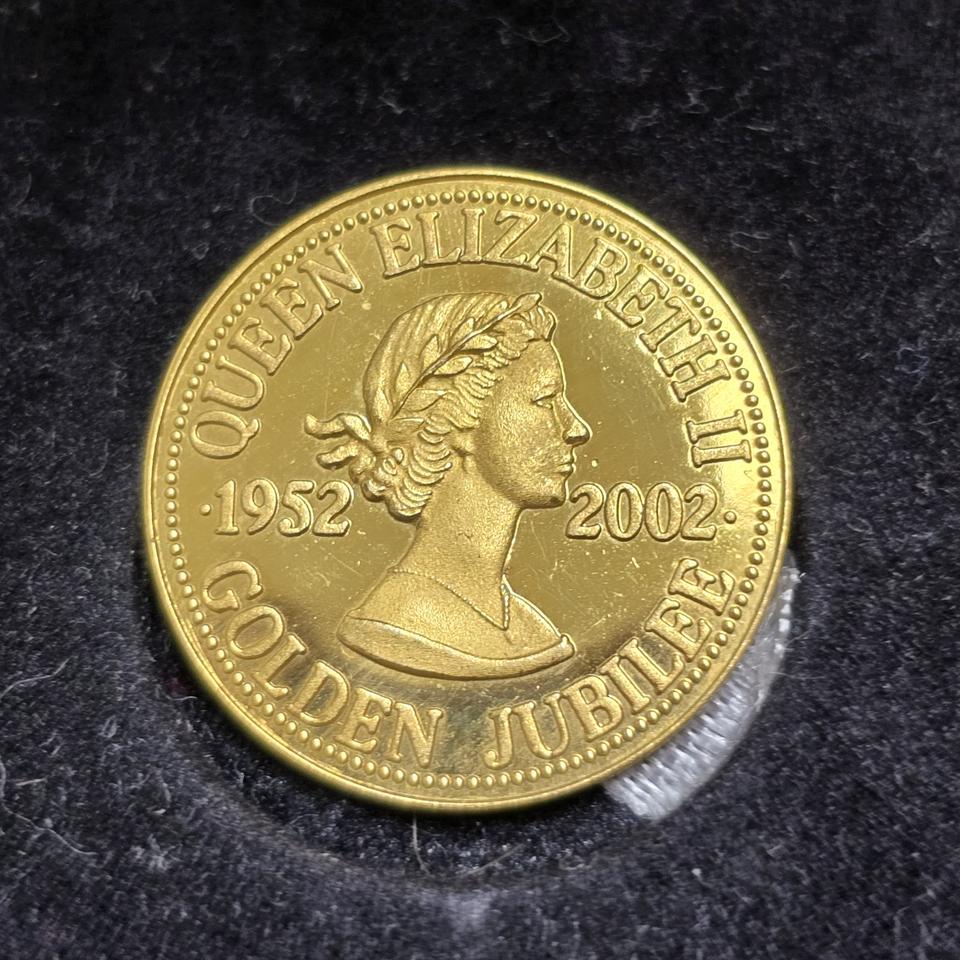 QUEEN ELIZABETH II
·1952 2002·
GOLDEN JUBILEE